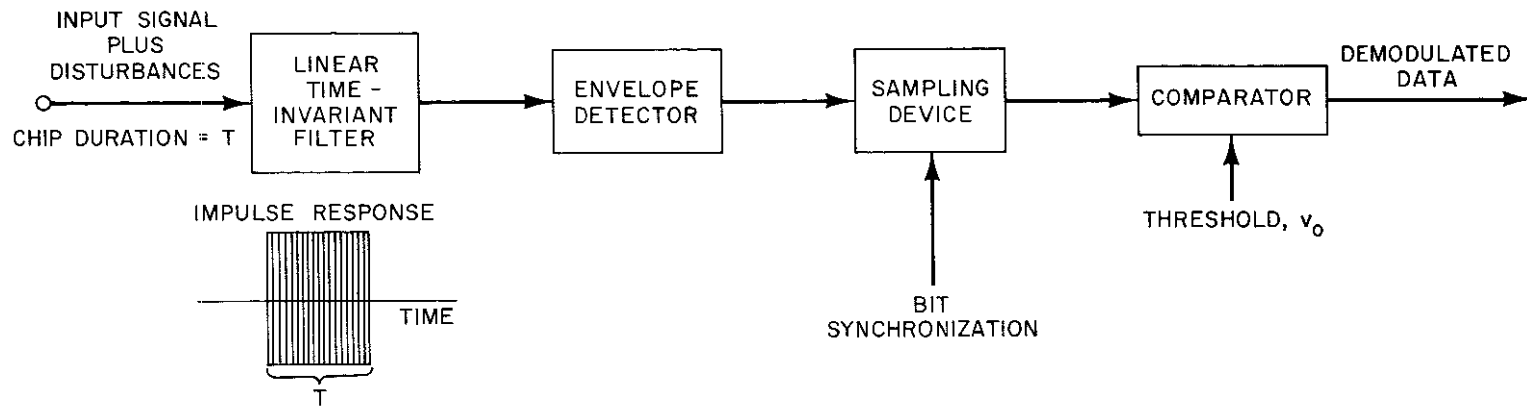 INPUT SIGNAL
PLUS
DISTURBANCES
CHIP DURATION = T
LINEAR
TIME -
INVARIANT
FILTER
ENVELOPE
DETECTOR
SAMPLING
DEVICE
COMPARATOR
DEMODULATED
DATA
IMPULSE RESPONSE
TIME
T
BIT
SYNCHRONIZATION
THRESHOLD, v₀